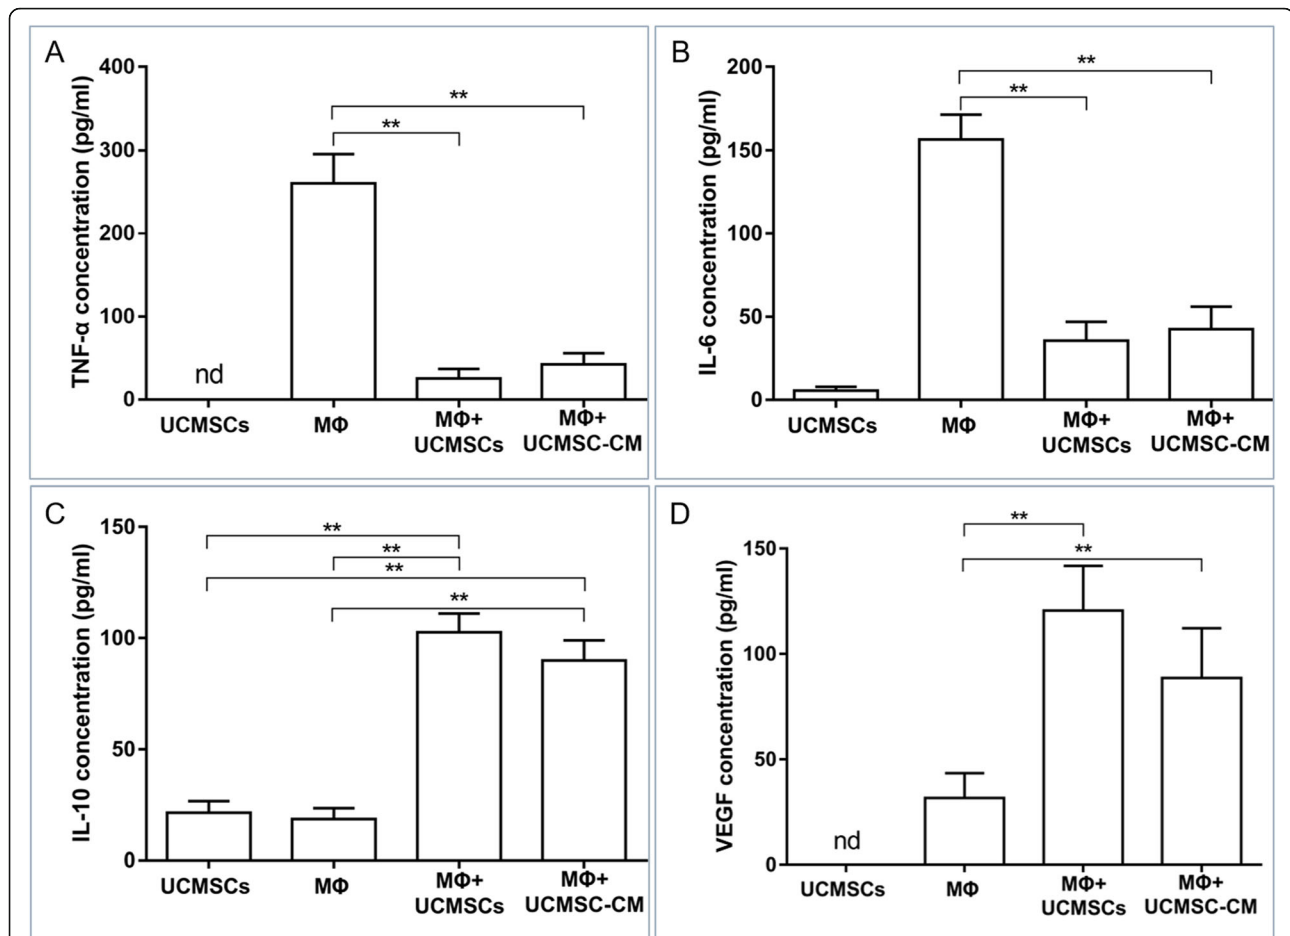 A
TNF-α concentration (pg/ml)
400
300
200
100
0
**
**
nd
UCMSCs
MΦ
MΦ+
UCMSCs
MΦ+
UCMSC-CM
B
IL-6 concentration (pg/ml)
200
150
100
50
0
**
**
UCMSCs
MΦ
MΦ+
UCMSCs
MΦ+
UCMSC-CM
C
IL-10 concentration (pg/ml)
150
100
50
0
**
**
**
**
UCMSCs
MΦ
MΦ+
UCMSCs
MΦ+
UCMSC-CM
D
VEGF concentration (pg/ml)
150
100
50
0
**
**
nd
UCMSCs
MΦ
MΦ+
UCMSCs
MΦ+
UCMSC-CM